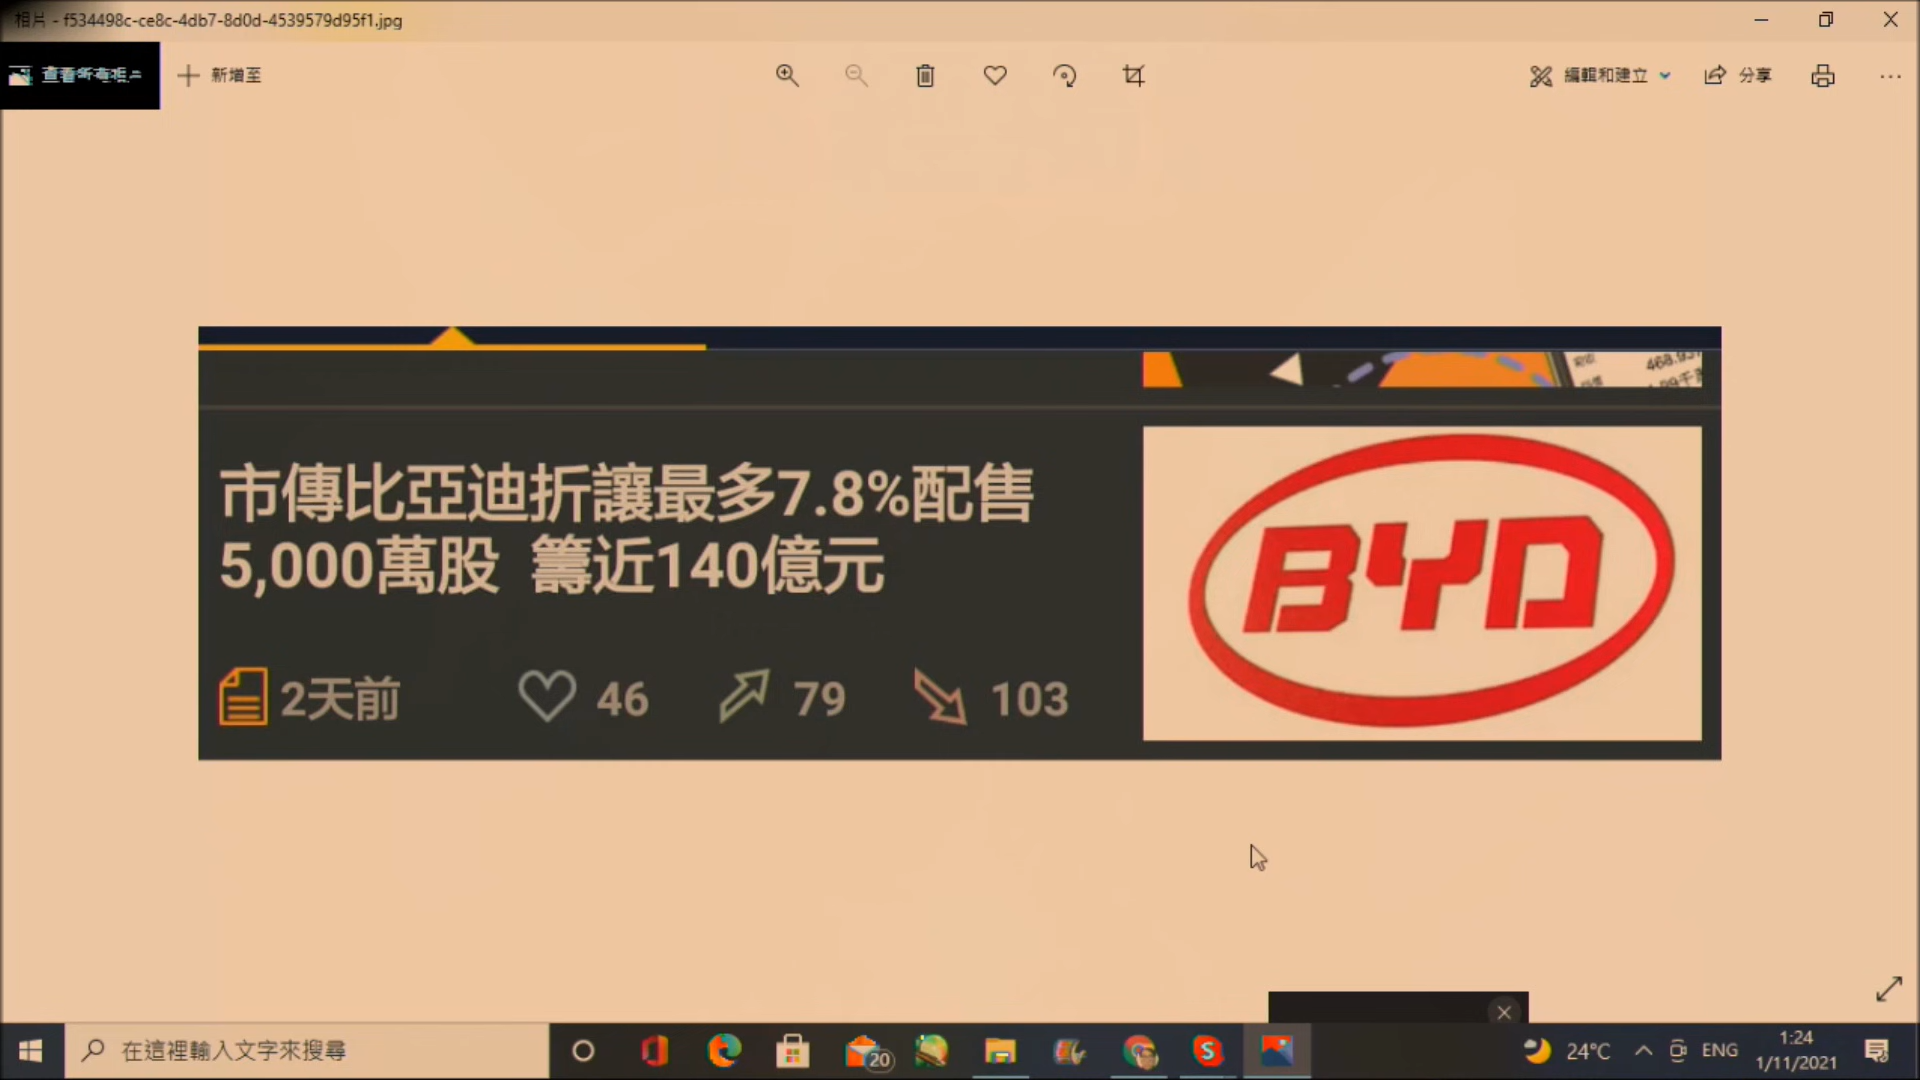 相片 - f534498c-ce8c-4db7-8d0d-4539579d95f1.jpg
新增至
編輯和建立
分享
468.937
市傳比亞迪折讓最多7.8%配售
5,000萬股 籌近140億元
2天前 46 79 103
BYD
在這裡輸入文字來搜尋
20
24°C
ENG
1:24
1/11/2021